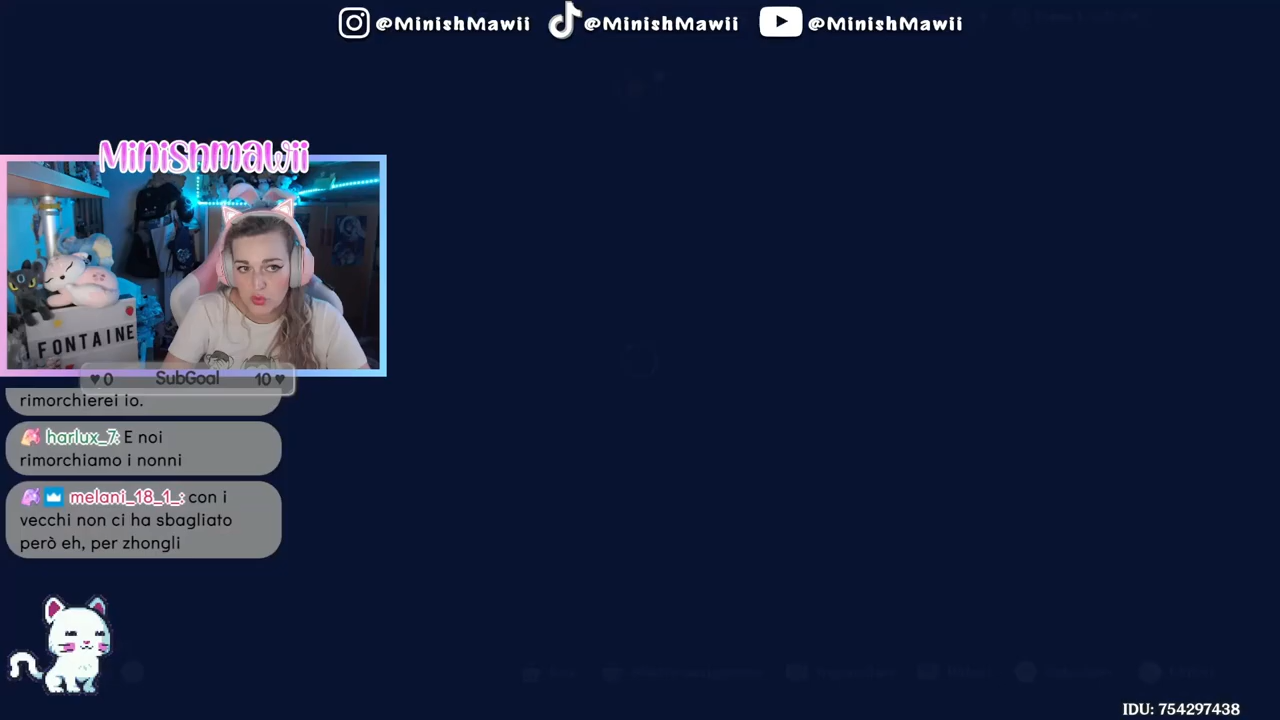 @MinishMawii @MinishMawii @MinishMawii
MiNiShmaWii
FONTAINE
♥ 0 SubGoal 10 ♥
rimorchierei io.
harlux_7: E noi
rimorchiamo i nonni
melani_18_1_: con i
vecchi non ci ha sbagliato
però eh, per zhongli
IDU: 754297438